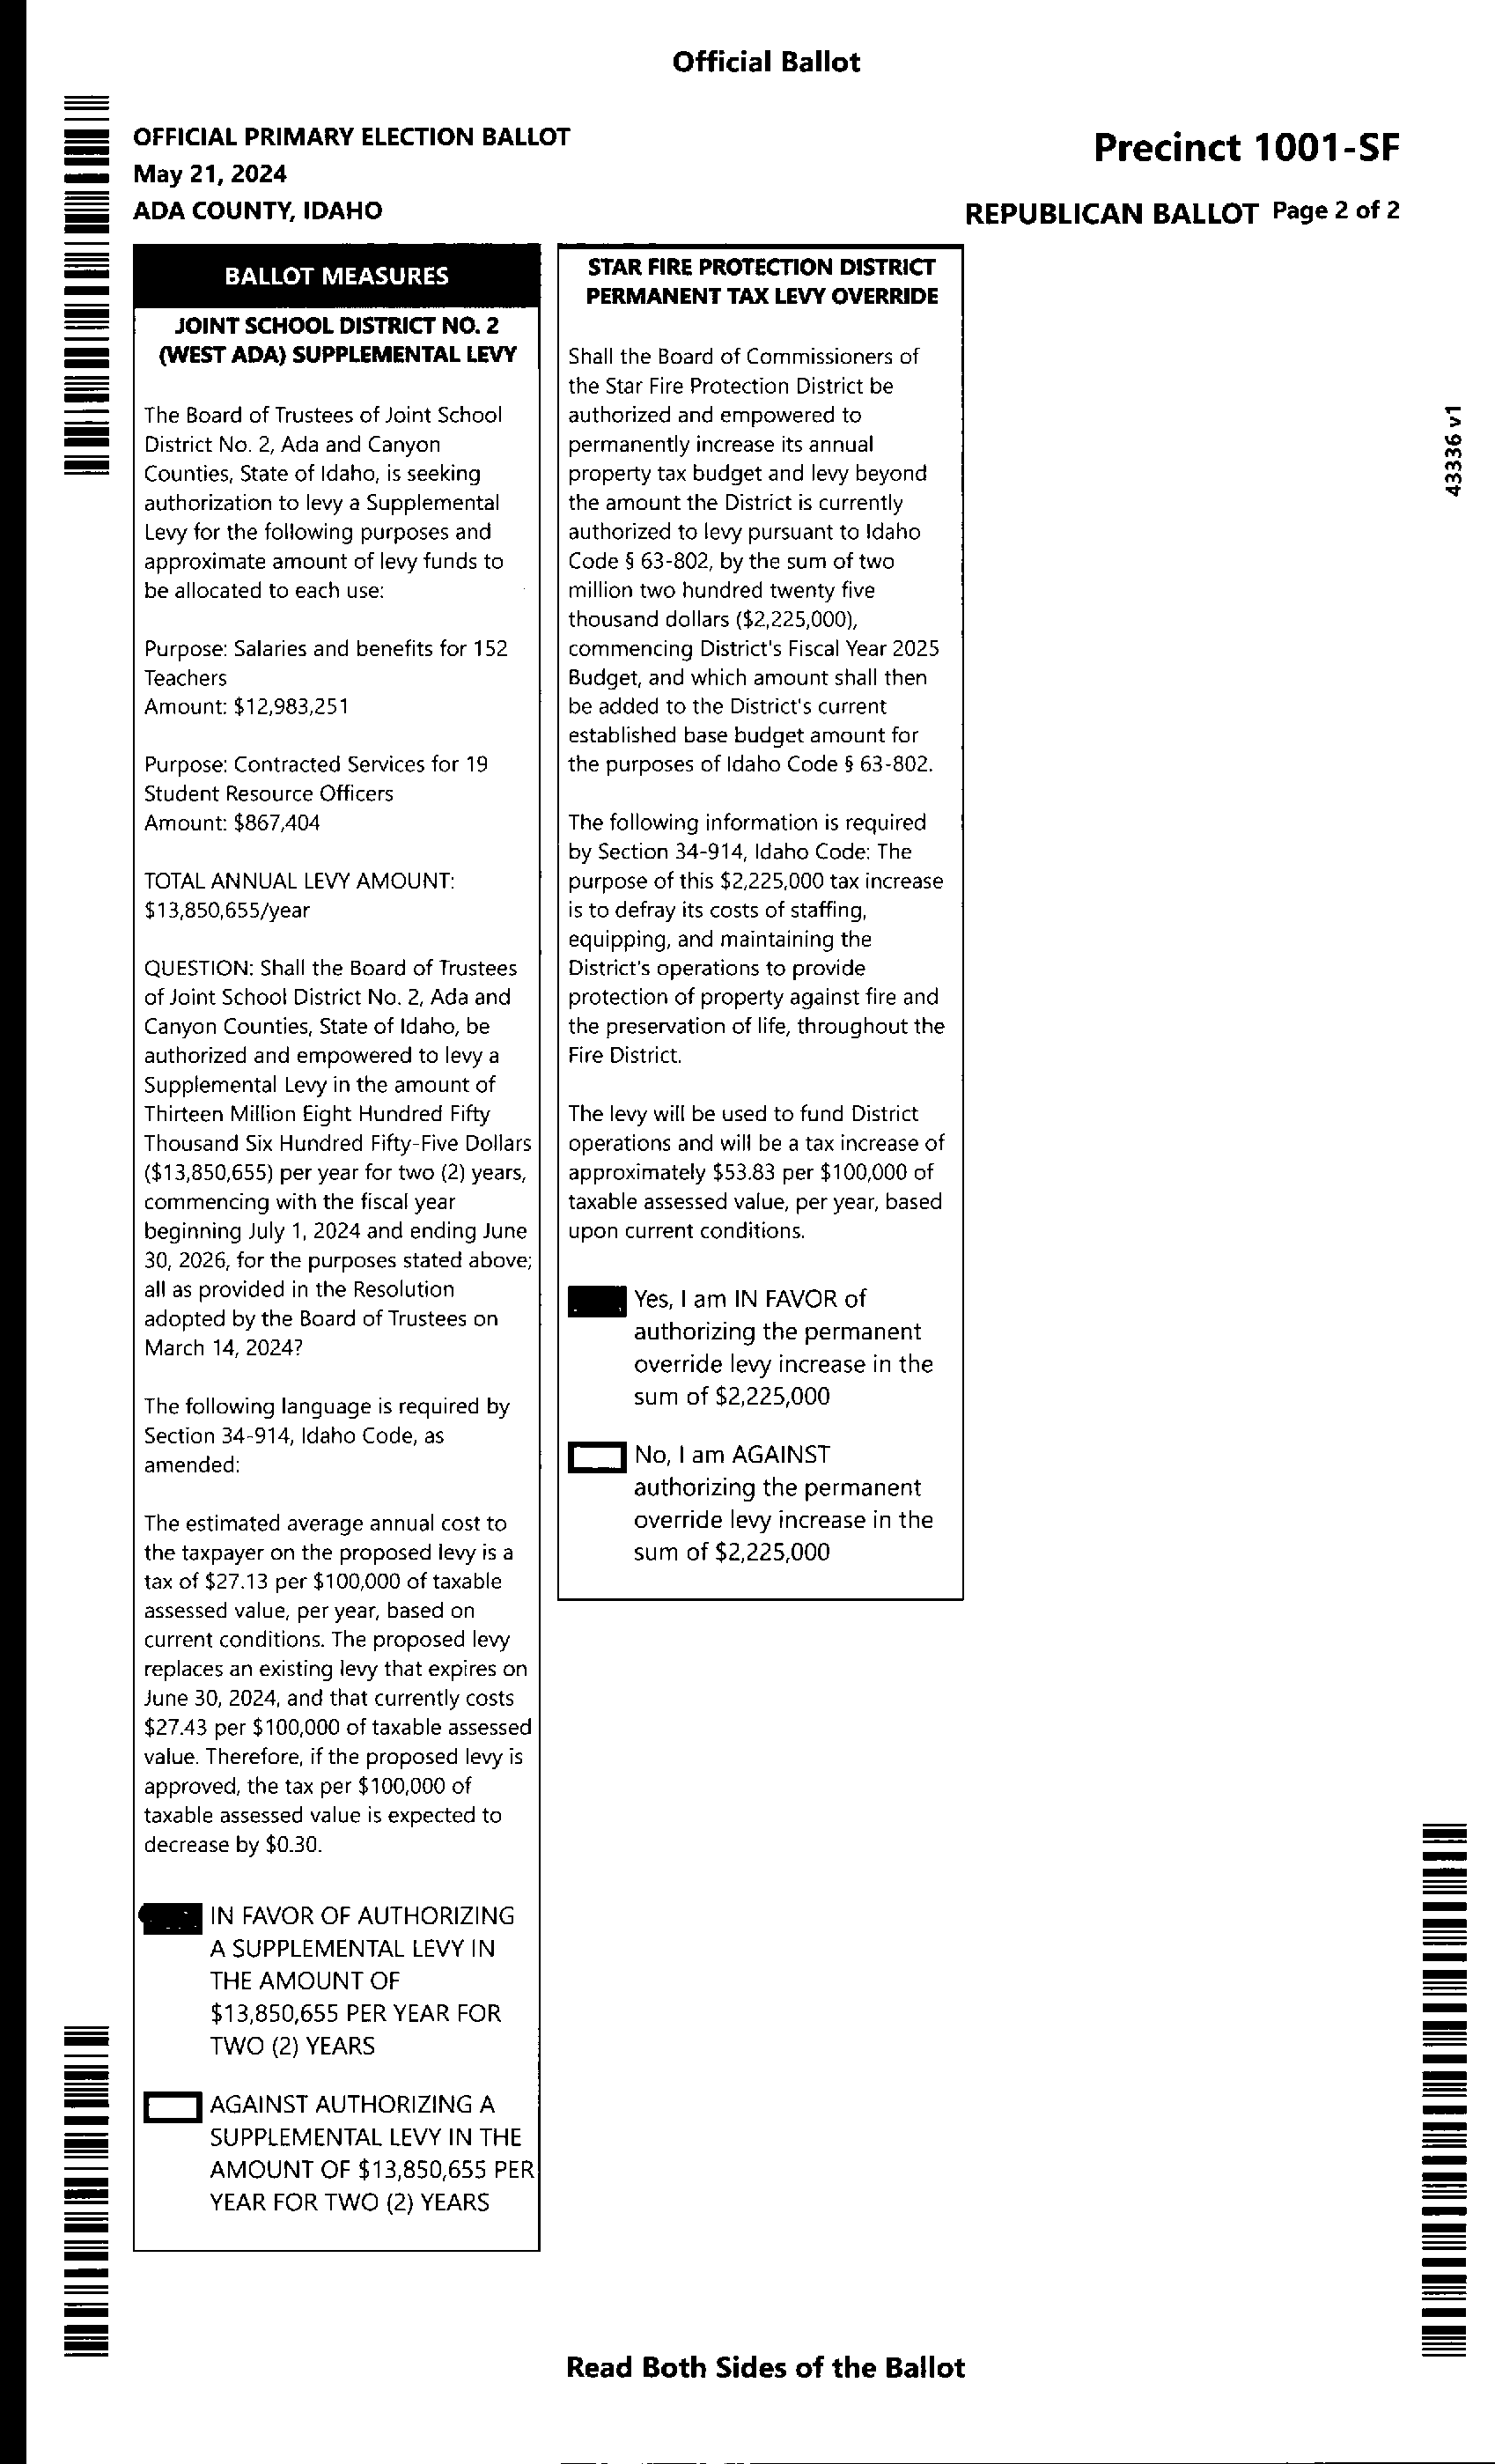 Official Ballot
OFFICIAL PRIMARY ELECTION BALLOT
May 21, 2024
ADA COUNTY, IDAHO
Precinct 1001-SF
REPUBLICAN BALLOT Page 2 of 2
BALLOT MEASURES
JOINT SCHOOL DISTRICT NO. 2
(WEST ADA) SUPPLEMENTAL LEVY
The Board of Trustees of Joint School
District No. 2, Ada and Canyon
Counties, State of Idaho, is seeking
authorization to levy a Supplemental
Levy for the following purposes and
approximate amount of levy funds to
be allocated to each use:
Purpose: Salaries and benefits for 152
Teachers
Amount: $12,983,251
Purpose: Contracted Services for 19
Student Resource Officers
Amount: $867,404
TOTAL ANNUAL LEVY AMOUNT:
$13,850,655/year
QUESTION: Shall the Board of Trustees
of Joint School District No. 2, Ada and
Canyon Counties, State of Idaho, be
authorized and empowered to levy a
Supplemental Levy in the amount of
Thirteen Million Eight Hundred Fifty
Thousand Six Hundred Fifty-Five Dollars
($13,850,655) per year for two (2) years,
commencing with the fiscal year
beginning July 1, 2024 and ending June
30, 2026, for the purposes stated above;
all as provided in the Resolution
adopted by the Board of Trustees on
March 14, 2024?
The following language is required by
Section 34-914, Idaho Code, as
amended:
The estimated average annual cost to
the taxpayer on the proposed levy is a
tax of $27.13 per $100,000 of taxable
assessed value, per year, based on
current conditions. The proposed levy
replaces an existing levy that expires on
June 30, 2024, and that currently costs
$27.43 per $100,000 of taxable assessed
value. Therefore, if the proposed levy is
approved, the tax per $100,000 of
taxable assessed value is expected to
decrease by $0.30.
IN FAVOR OF AUTHORIZING
A SUPPLEMENTAL LEVY IN
THE AMOUNT OF
$13,850,655 PER YEAR FOR
TWO (2) YEARS
AGAINST AUTHORIZING A
SUPPLEMENTAL LEVY IN THE
AMOUNT OF $13,850,655 PER
YEAR FOR TWO (2) YEARS
STAR FIRE PROTECTION DISTRICT
PERMANENT TAX LEVY OVERRIDE
Shall the Board of Commissioners of
the Star Fire Protection District be
authorized and empowered to
permanently increase its annual
property tax budget and levy beyond
the amount the District is currently
authorized to levy pursuant to Idaho
Code § 63-802, by the sum of two
million two hundred twenty five
thousand dollars ($2,225,000),
commencing District's Fiscal Year 2025
Budget, and which amount shall then
be added to the District's current
established base budget amount for
the purposes of Idaho Code § 63-802.
The following information is required
by Section 34-914, Idaho Code: The
purpose of this $2,225,000 tax increase
is to defray its costs of staffing,
equipping, and maintaining the
District's operations to provide
protection of property against fire and
the preservation of life, throughout the
Fire District.
The levy will be used to fund District
operations and will be a tax increase of
approximately $53.83 per $100,000 of
taxable assessed value, per year, based
upon current conditions.
Yes, I am IN FAVOR of
authorizing the permanent
override levy increase in the
sum of $2,225,000
No, I am AGAINST
authorizing the permanent
override levy increase in the
sum of $2,225,000
43336 v1
Read Both Sides of the Ballot